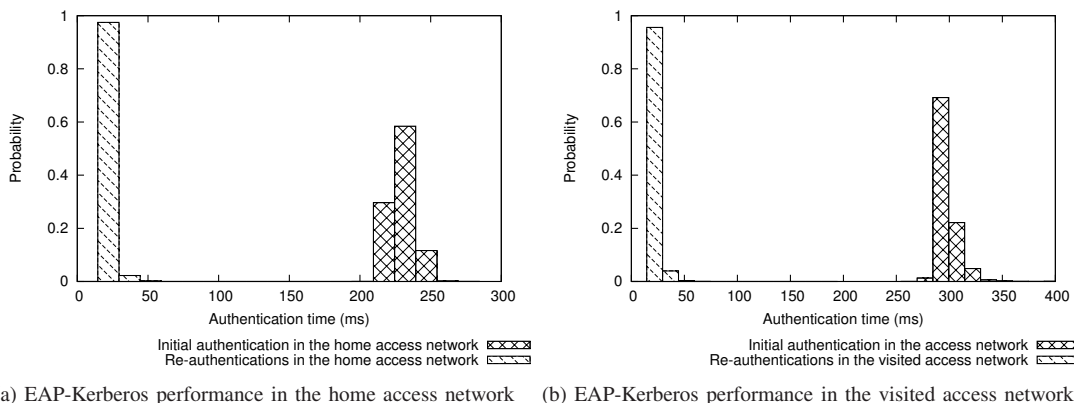 1
0.8
0.6
0.4
0.2
0
Probability
0 50 100 150 200 250 300
Authentication time (ms)
Initial authentication in the home access network
Re-authentications in the home access network
a) EAP-Kerberos performance in the home access network
1
0.8
0.6
0.4
0.2
0
Probability
0 50 100 150 200 250 300 350 400
Authentication time (ms)
Initial authentication in the access network
Re-authentications in the visited access network
(b) EAP-Kerberos performance in the visited access network